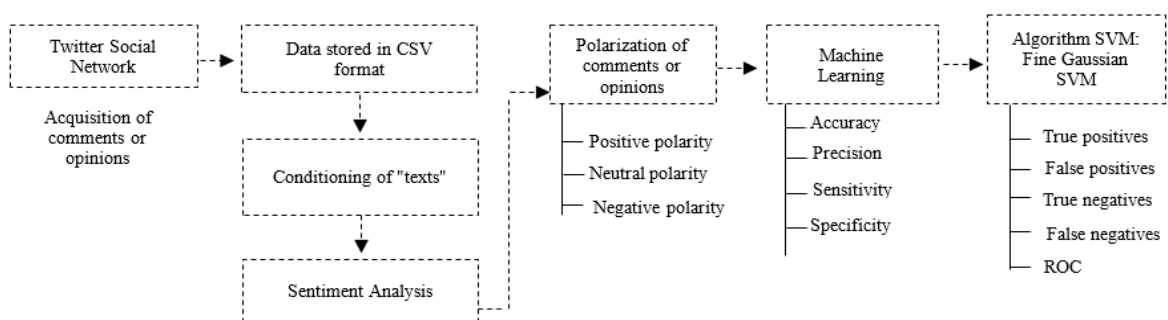 Twitter Social
Network
Acquisition of
comments or
opinions
Data stored in CSV
format
Conditioning of "texts"
Sentiment Analysis
Polarization of
comments or
opinions
Positive polarity
Neutral polarity
Negative polarity
Machine
Learning
Accuracy
Precision
Sensitivity
Specificity
Algorithm SVM:
Fine Gaussian
SVM
True positives
False positives
True negatives
False negatives
ROC